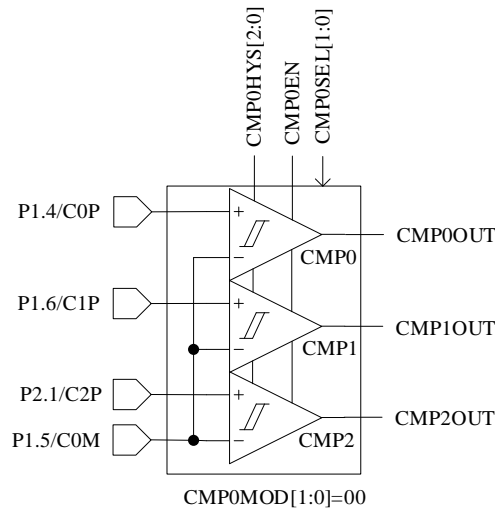 CMP0HYS[2:0]
CMP0EN
CMP0SEL[1:0]
P1.4/C0P
+
−
CMP0
CMP0OUT
P1.6/C1P
+
−
CMP1
CMP1OUT
P2.1/C2P
+
−
CMP2
CMP2OUT
P1.5/C0M
CMP0MOD[1:0]=00